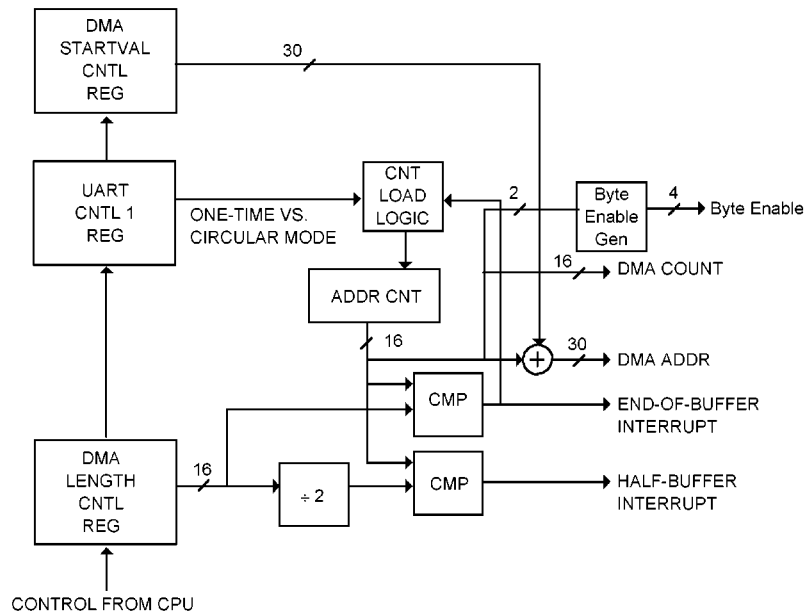 DMA
STARTVAL
CNTL
REG
30
UART
CNTL 1
REG
ONE-TIME VS.
CIRCULAR MODE
CNT
LOAD
LOGIC
2
Byte
Enable
Gen
4
Byte Enable
16
DMA COUNT
ADDR CNT
16
+
30
DMA ADDR
CMP
END-OF-BUFFER
INTERRUPT
DMA
LENGTH
CNTL
REG
16
÷ 2
CMP
HALF-BUFFER
INTERRUPT
CONTROL FROM CPU